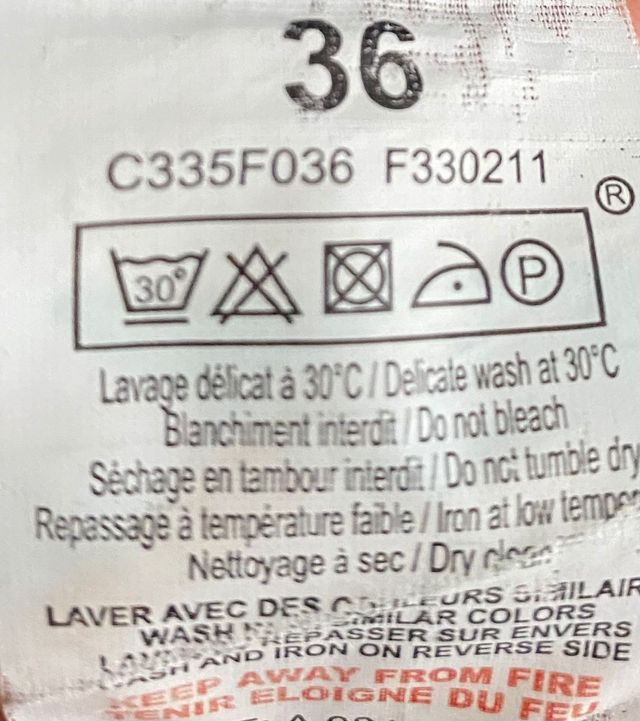 36
C335F036 F330211
®
30° P
Lavage délicat à 30°C / Delicate wash at 30°C
Blanchiment interdit / Do not bleach
Séchage en tambour interdit / Do not tumble dry
Repassage à température faible / Iron at low
Nettoyage à sec / Dry
LAVER AVEC DES
WASH SIMILAR COLORS
REPASSER SUR ENVERS
AND IRON ON REVERSE SIDE
KEEP AWAY FROM FIRE
TENIR ELOIGNE DU FEU